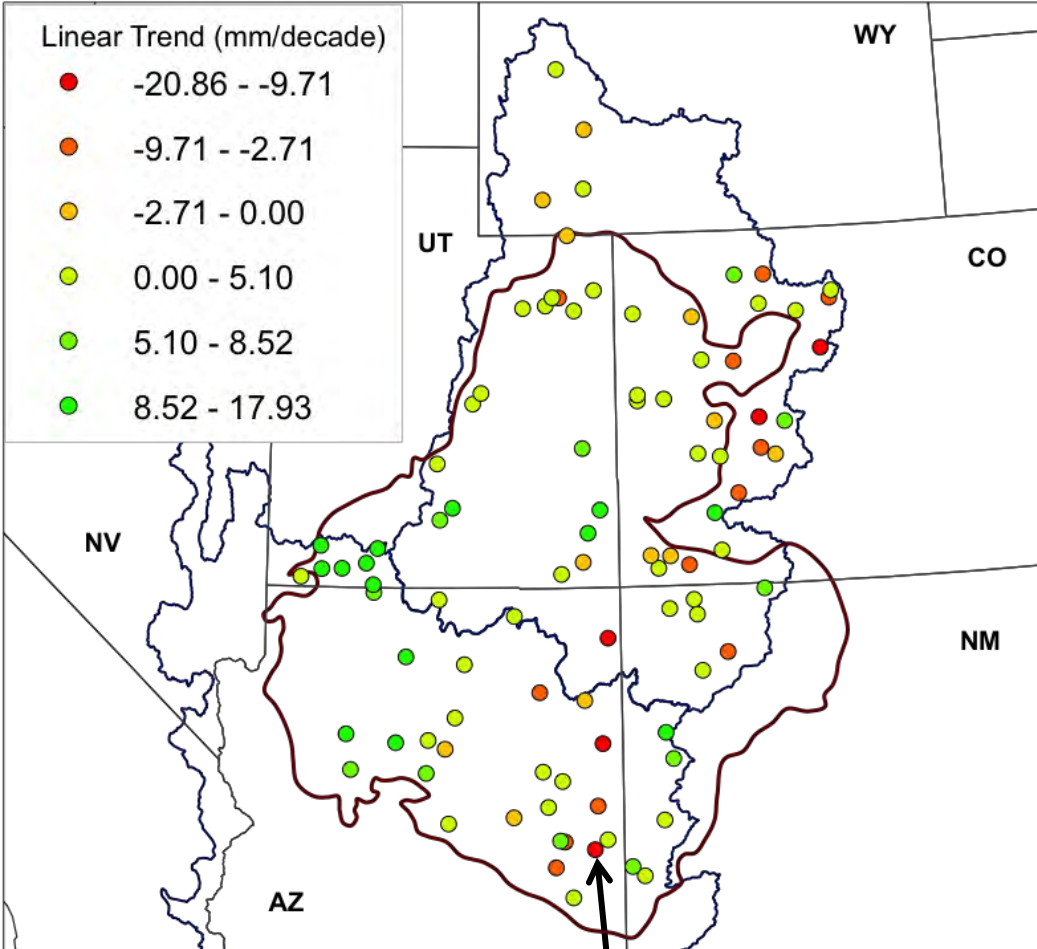 Linear Trend (mm/decade)
-20.86 - -9.71
-9.71 - -2.71
-2.71 - 0.00
0.00 - 5.10
5.10 - 8.52
8.52 - 17.93
WY
UT
CO
NV
NM
AZ